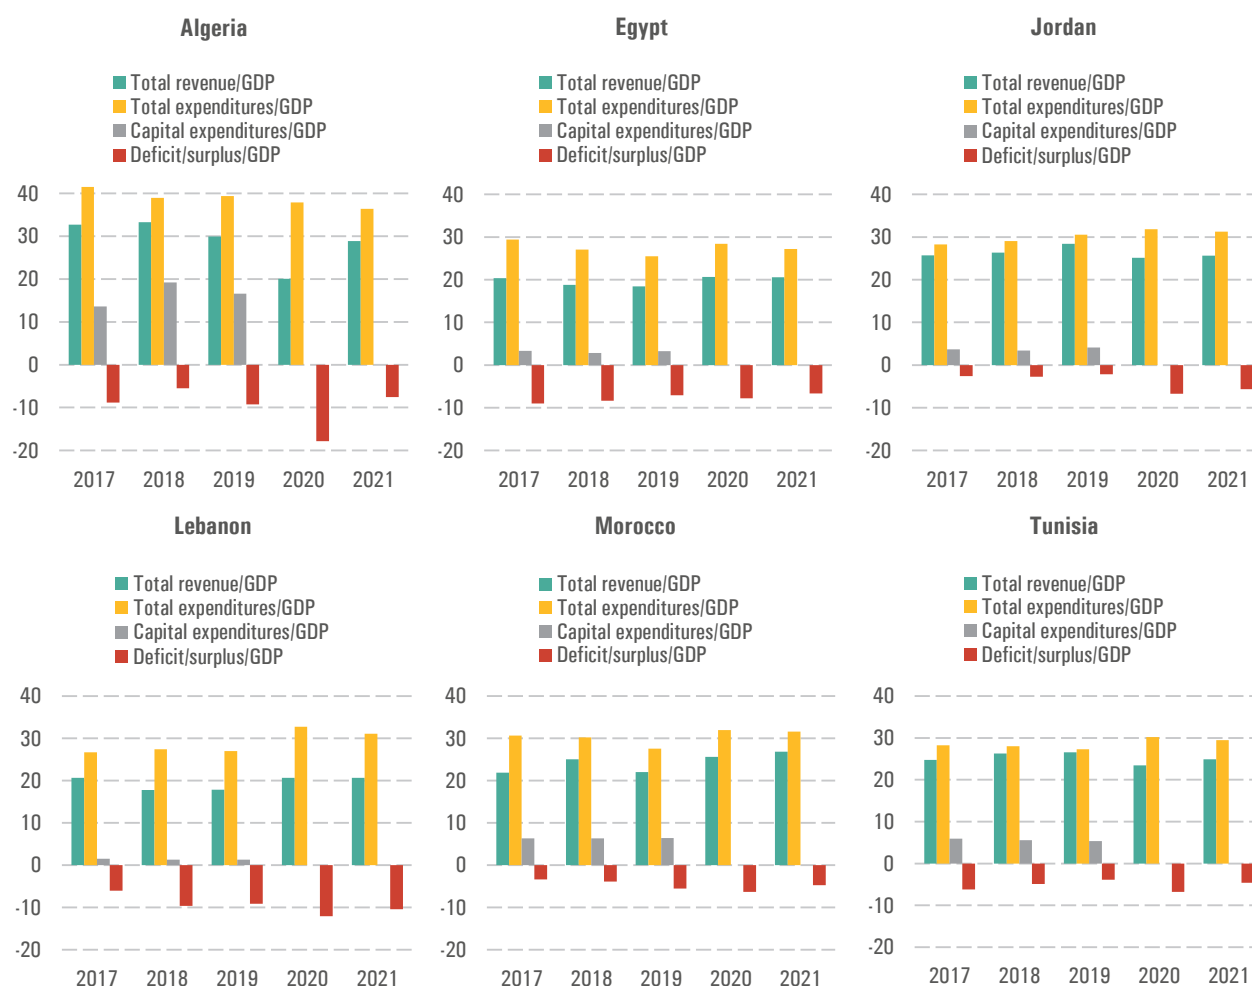 Algeria
Total revenue/GDP
Total expenditures/GDP
Capital expenditures/GDP
Deficit/surplus/GDP
40
30
20
10
0
-10
-20
2017 2018 2019 2020 2021
Egypt
Total revenue/GDP
Total expenditures/GDP
Capital expenditures/GDP
Deficit/surplus/GDP
40
30
20
10
0
-10
-20
2017 2018 2019 2020 2021
Jordan
Total revenue/GDP
Total expenditures/GDP
Capital expenditures/GDP
Deficit/surplus/GDP
40
30
20
10
0
-10
-20
2017 2018 2019 2020 2021
Lebanon
Total revenue/GDP
Total expenditures/GDP
Capital expenditures/GDP
Deficit/surplus/GDP
40
30
20
10
0
-10
-20
2017 2018 2019 2020 2021
Morocco
Total revenue/GDP
Total expenditures/GDP
Capital expenditures/GDP
Deficit/surplus/GDP
40
30
20
10
0
-10
-20
2017 2018 2019 2020 2021
Tunisia
Total revenue/GDP
Total expenditures/GDP
Capital expenditures/GDP
Deficit/surplus/GDP
40
30
20
10
0
-10
-20
2017 2018 2019 2020 2021